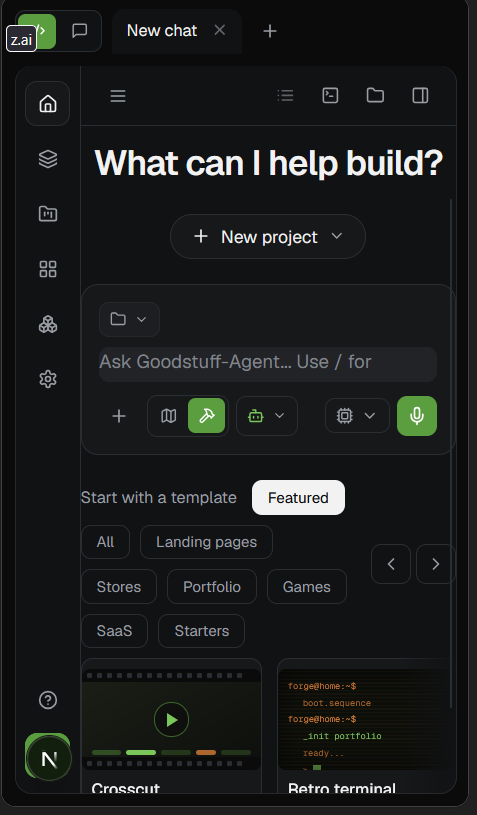 z.ai
New chat
What can I help build?
New project
Ask Goodstuff-Agent... Use / for
Start with a template
Featured
All
Landing pages
Stores
Portfolio
Games
SaaS
Starters
forge@home:~$
boot.sequence
forge@home:~$
_init portfolio
ready...
>
N
Crosscut
Retro terminal